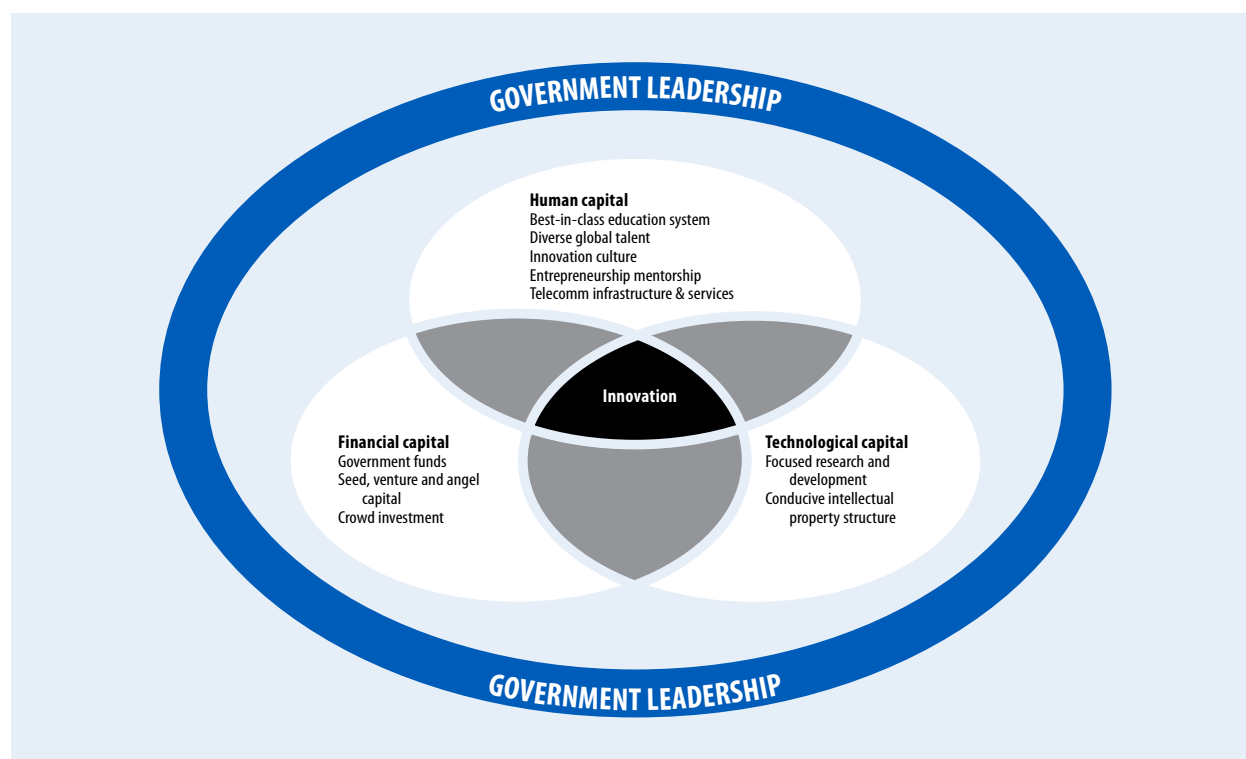 GOVERNMENT LEADERSHIP
Human capital
Best-in-class education system
Diverse global talent
Innovation culture
Entrepreneurship mentorship
Telecomm infrastructure & services
Innovation
Financial capital
Government funds
Seed, venture and angel
capital
Crowd investment
Technological capital
Focused research and
development
Conducive intellectual
property structure
GOVERNMENT LEADERSHIP